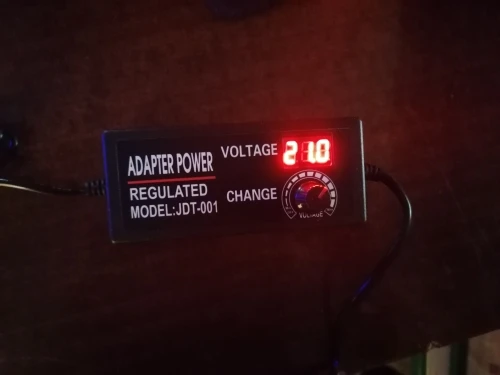 ADAPTER POWER
REGULATED
MODEL:JDT-001
VOLTAGE 21.0
CHANGE
VOLTAGE